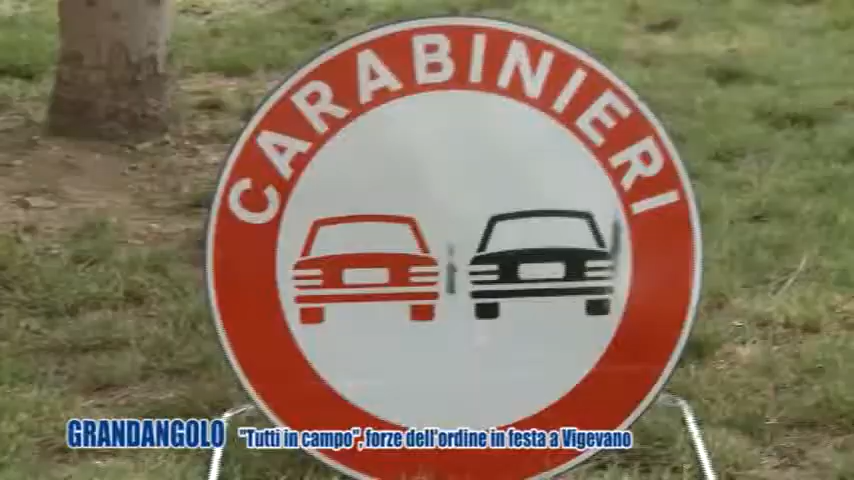 CARABINIERI
GRANDANGOLO "Tutti in campo", forze dell'ordine in festa a Vigevano